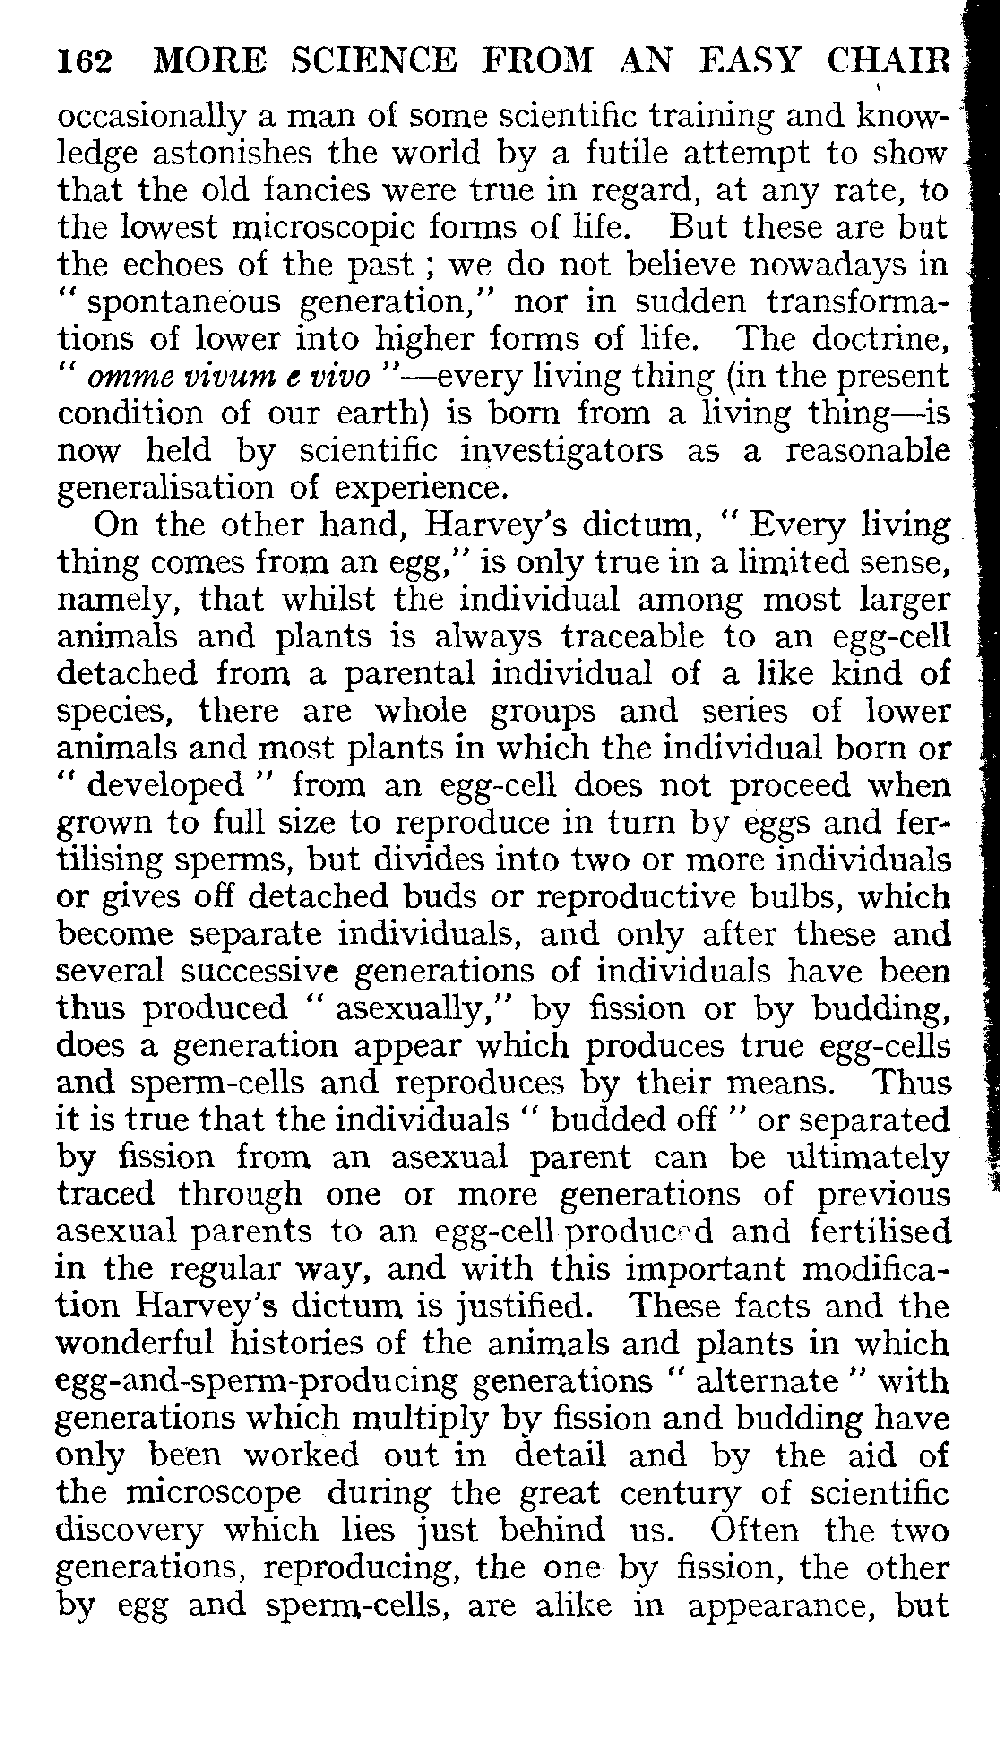 162 MORE SCIENCE FROM AN EASY CHAIR
occasionally a man of some scientific training and know-
ledge astonishes the world by a futile attempt to show
that the old fancies were true in regard, at any rate, to
the lowest microscopic forms of life. But these are but
the echoes of the past ; we do not believe nowadays in
“ spontaneous generation,” nor in sudden transforma-
tions of lower into higher forms of life. The doctrine,
“ omme vivum e vivo ”—every living thing (in the present
condition of our earth) is born from a living thing—is
now held by scientific investigators as a reasonable
generalisation of experience.
On the other hand, Harvey's dictum, “ Every living
thing comes from an egg,” is only true in a limited sense,
namely, that whilst the individual among most larger
animals and plants is always traceable to an egg-cell
detached from a parental individual of a like kind of
species, there are whole groups and series of lower
animals and most plants in which the individual born or
“ developed ” from an egg-cell does not proceed when
grown to full size to reproduce in turn by eggs and fer-
tilising sperms, but divides into two or more individuals
or gives off detached buds or reproductive bulbs, which
become separate individuals, and only after these and
several successive generations of individuals have been
thus produced “ asexually,” by fission or by budding,
does a generation appear which produces true egg-cells
and sperm-cells and reproduces by their means. Thus
it is true that the individuals “ budded off ” or separated
by fission from an asexual parent can be ultimately
traced through one or more generations of previous
asexual parents to an egg-cell produced and fertilised
in the regular way, and with this important modifica-
tion Harvey's dictum is justified. These facts and the
wonderful histories of the animals and plants in which
egg-and-sperm-producing generations “ alternate ” with
generations which multiply by fission and budding have
only been worked out in detail and by the aid of
the microscope during the great century of scientific
discovery which lies just behind us. Often the two
generations, reproducing, the one by fission, the other
by egg and sperm-cells, are alike in appearance, but